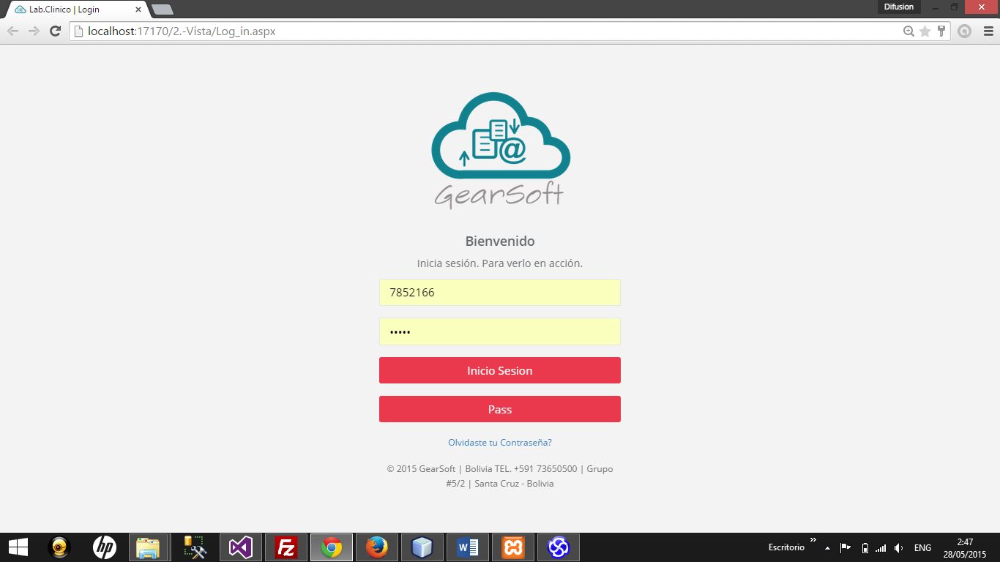 Lab.Clinico | Login
Difusion
localhost:17170/2.-Vista/Log_in.aspx
@
GearSoft
Bienvenido
Inicia sesión. Para verlo en acción.
7852166
•••••
Inicio Sesion
Pass
Olvidaste tu Contraseña?
© 2015 GearSoft | Bolivia TEL. +591 73650500 | Grupo
#5/2 | Santa Cruz - Bolivia
hp
Fz
W
Escritorio
ENG
2:47
28/05/2015